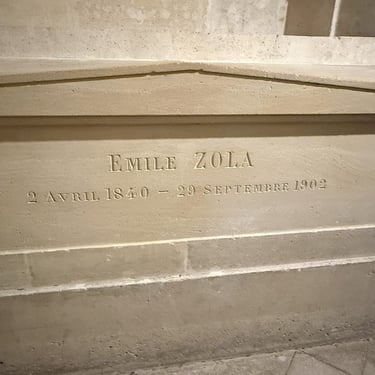 EMILE ZOLA
2 AVRIL 1840 – 29 SEPTEMBRE 1902